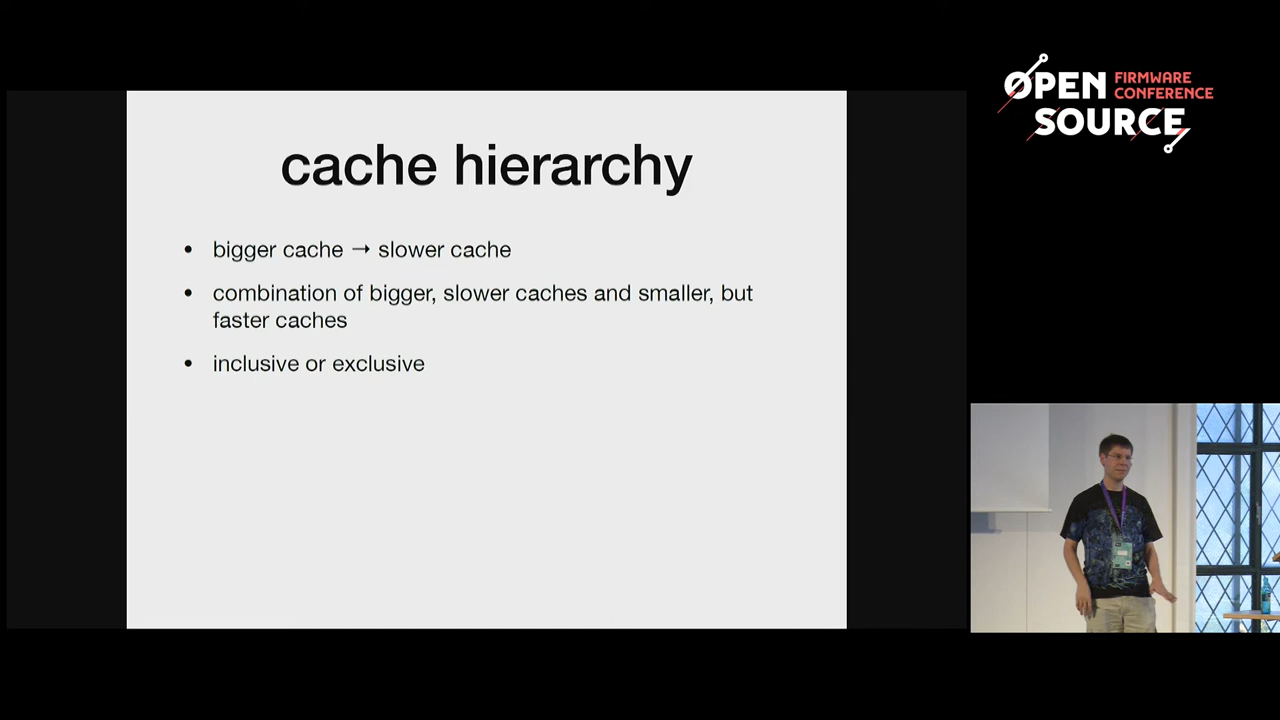 cache hierarchy
• bigger cache → slower cache
• combination of bigger, slower caches and smaller, but
faster caches
• inclusive or exclusive
OPEN FIRMWARE
CONFERENCE
SOURCE